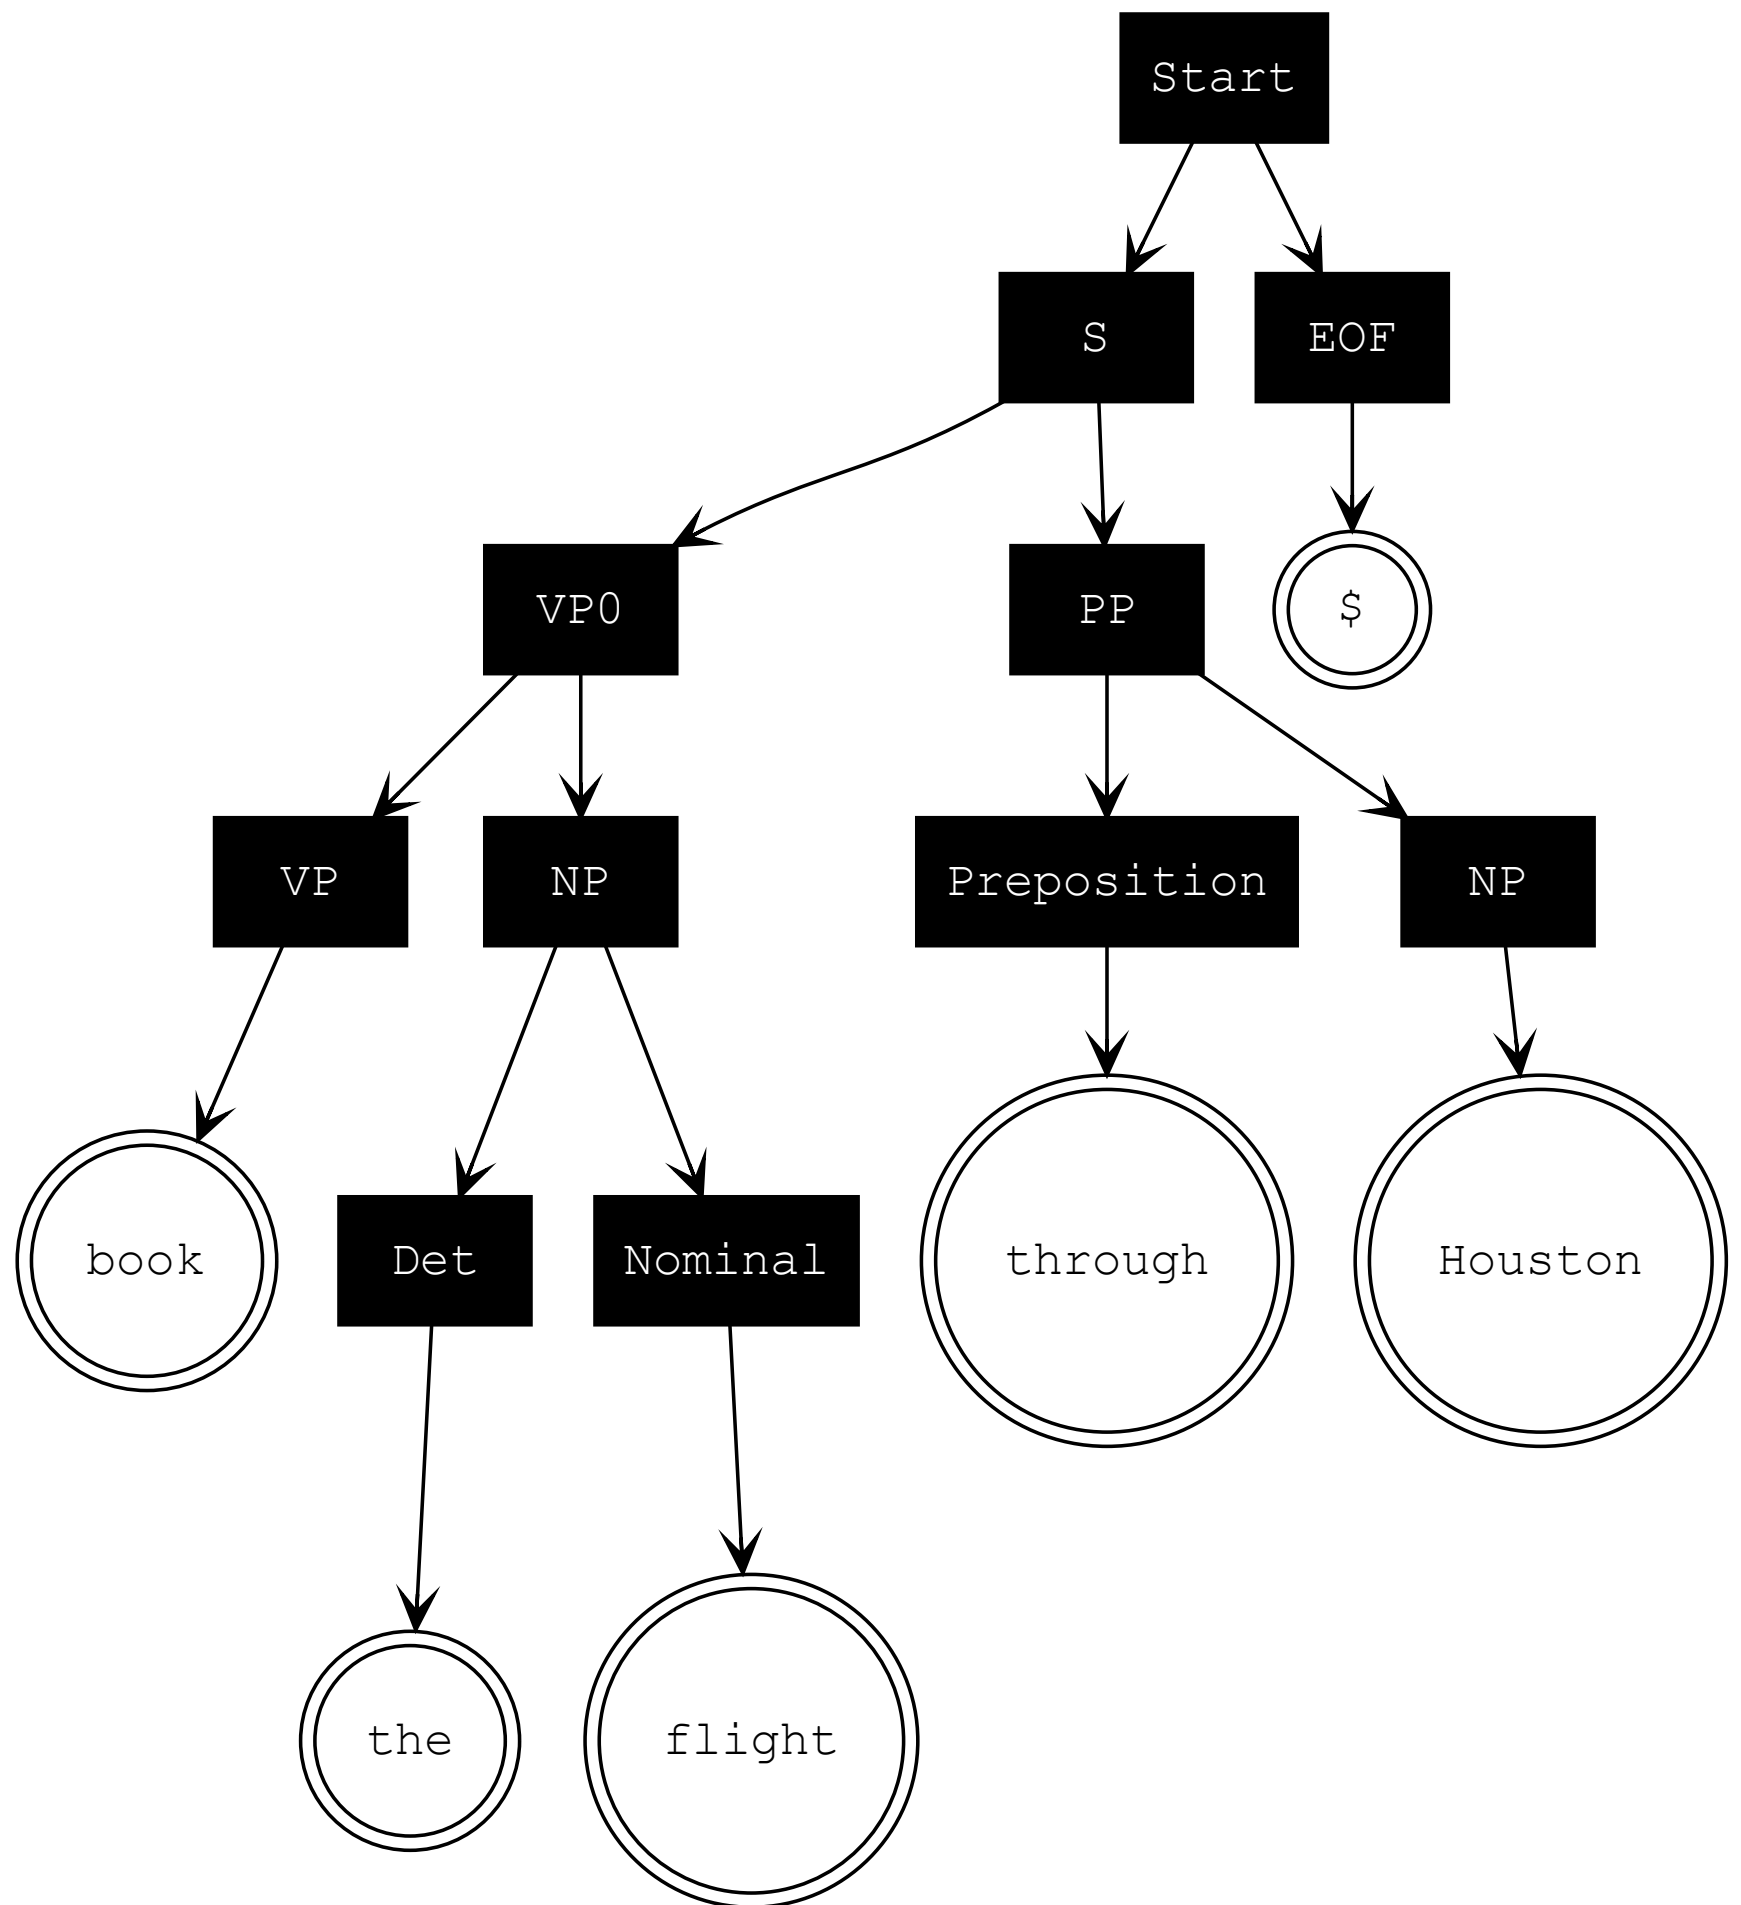 Start
S EOF
VP0 PP $
VP NP Preposition NP
book Det Nominal through Houston
the flight